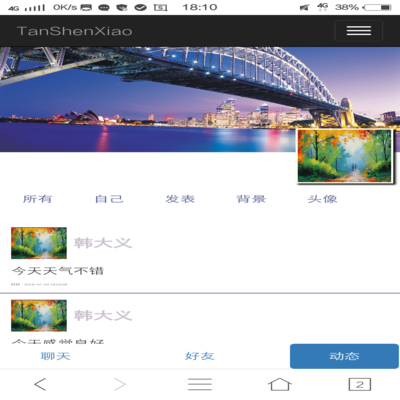 4G 0K/s 18:10 4G 38%
TanShenXiao
所有 自己 发表 背景 头像
韩大义
今天天气不错
韩大义
今天感觉良好
聊天 好友 动态
2